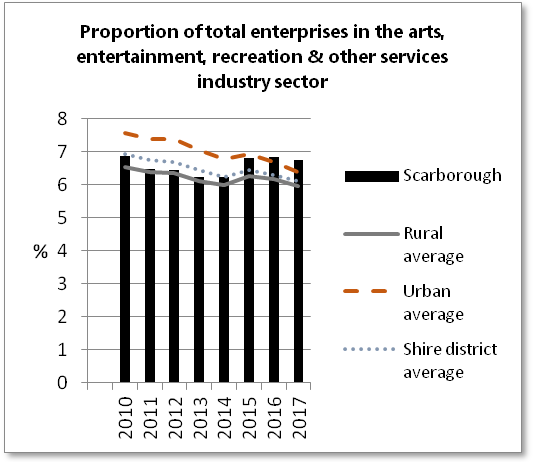 Proportion of total enterprises in the arts,
entertainment, recreation & other services
industry sector
8
7
6
5
% 4
3
2
1
0
2010
2011
2012
2013
2014
2015
2016
2017
Scarborough
Rural
average
Urban
average
Shire district
average